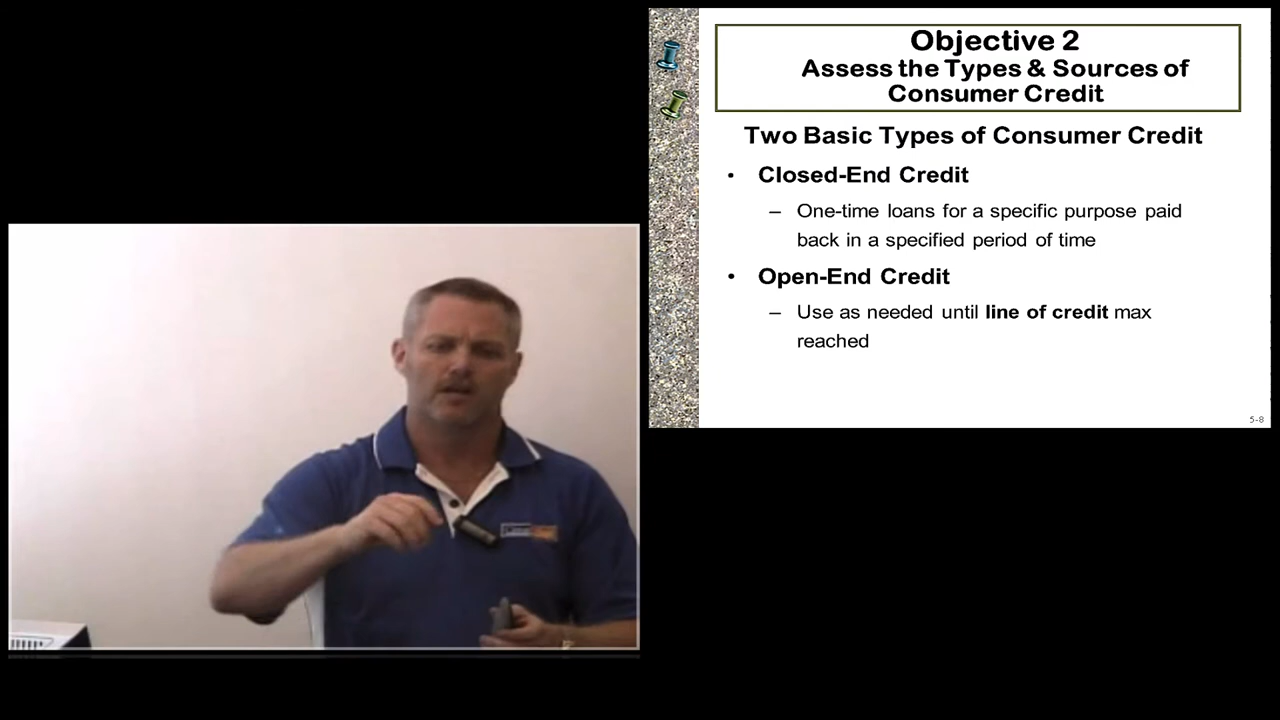 Objective 2
Assess the Types & Sources of
Consumer Credit
Two Basic Types of Consumer Credit
• Closed-End Credit
– One-time loans for a specific purpose paid
back in a specified period of time
• Open-End Credit
– Use as needed until line of credit max
reached
5-8